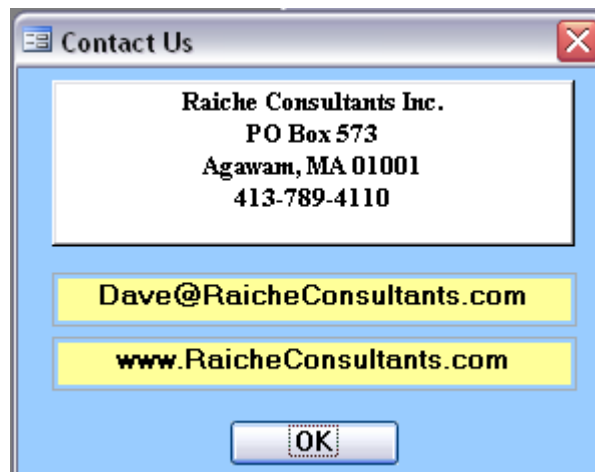 Contact Us
Raiche Consultants Inc.
PO Box 573
Agawam, MA 01001
413-789-4110
Dave@RaicheConsultants.com
www.RaicheConsultants.com
OK